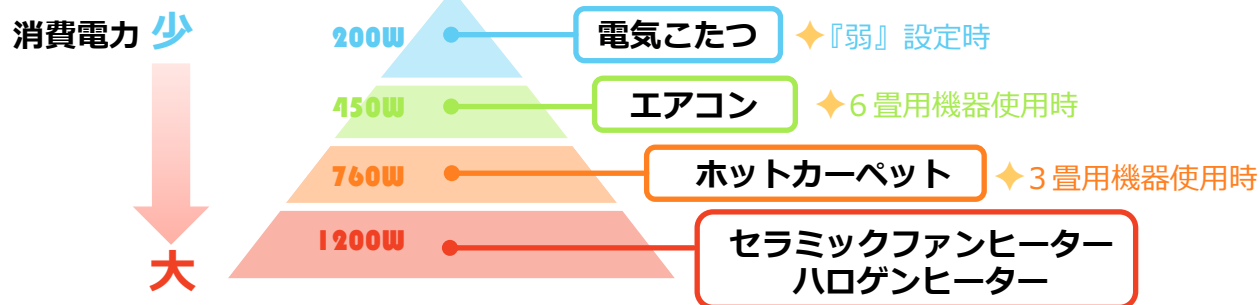 消費電力 少
200W
電気こたつ
『弱』設定時
450W
エアコン
6畳用機器使用時
760W
ホットカーペット
3畳用機器使用時
1200W
セラミックファンヒーター
ハロゲンヒーター
大